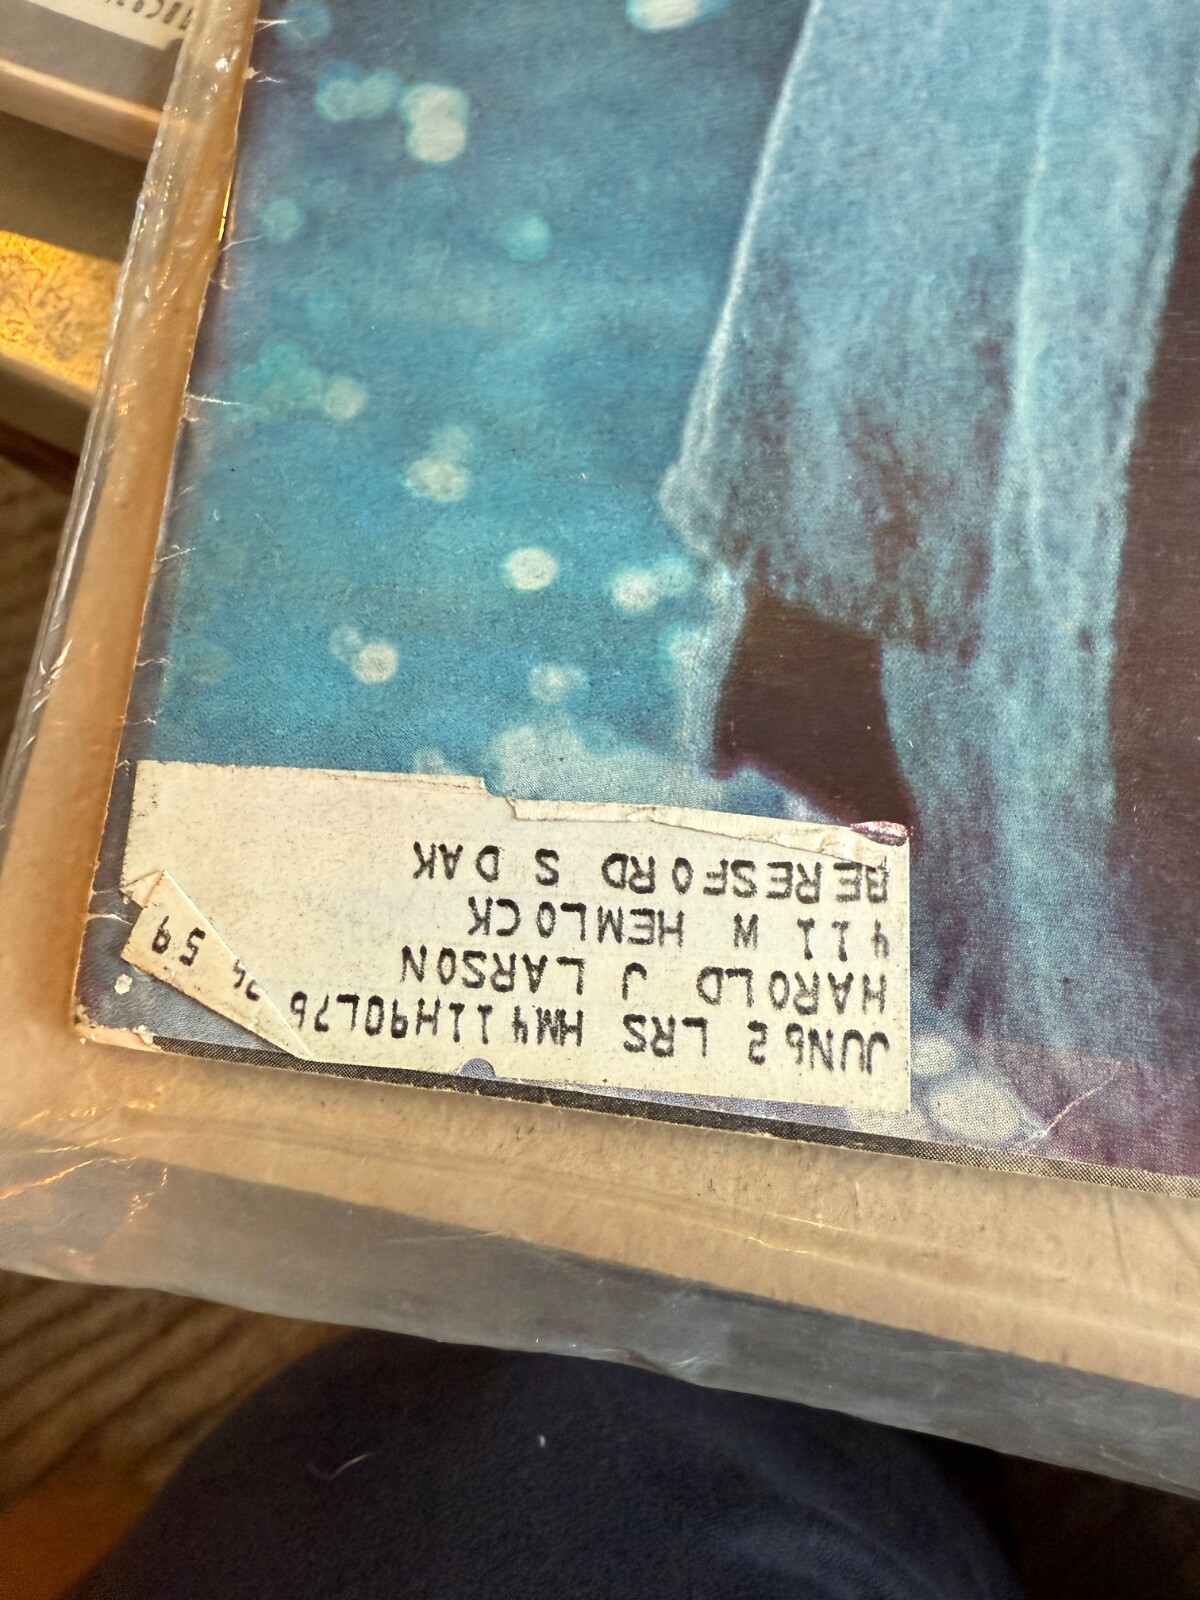 JUN62 LRS HM411H90L76
HAROLD J LARSON
411 W HEMLOCK
BERESFORD S DAK